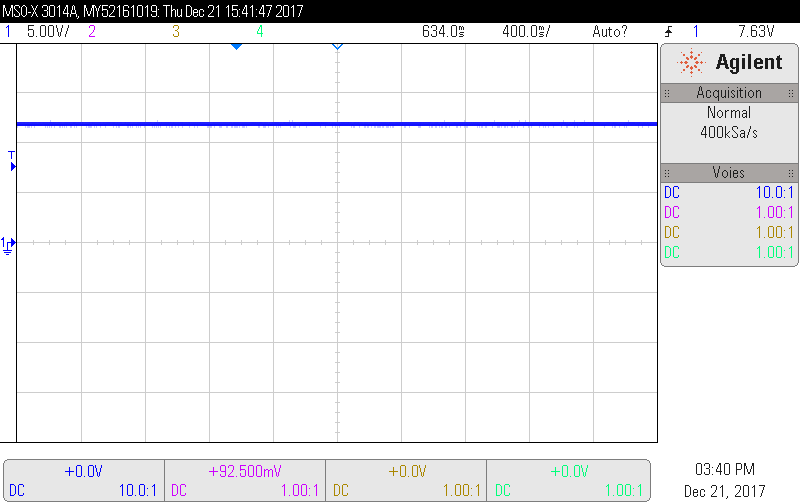 MSO-X 3014A, MY52161019: Thu Dec 21 15:41:47 2017
1 5.00V/ 2 3 4 634.0s 400.0s/ Auto? 1 7.63V
Agilent
Acquisition
Normal
400kSa/s
Voies
DC 10.0:1
DC 1.00:1
DC 1.00:1
DC 1.00:1
T
1
+0.0V +92.500mV +0.0V +0.0V
DC 10.0:1 DC 1.00:1 DC 1.00:1 DC 1.00:1
03:40 PM
Dec 21, 2017